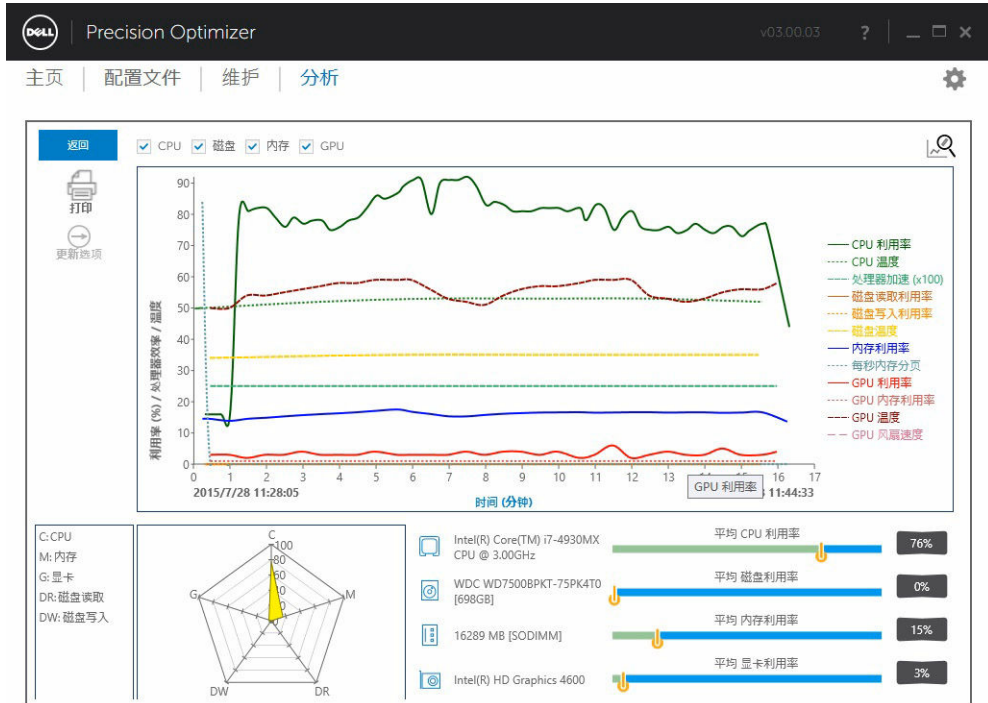 DELL Precision Optimizer v03.00.03 ?
主页 配置文件 维护 分析
返回 CPU 磁盘 内存 GPU
打印
更新选项
利用率 (%) / 处理器效率 / 温度
90
80
70
60
50
40
30
20
10
0
0 1 2 3 4 5 6 7 8 9 10 11 12 13 14 15 16 17
2015/7/28 11:28:05
11:44:33
时间 (分钟)
GPU 利用率
CPU 利用率
CPU 温度
处理器加速 (x100)
磁盘读取利用率
磁盘写入利用率
磁盘温度
内存利用率
每秒内存分页
GPU 利用率
GPU 内存利用率
GPU 温度
GPU 风扇速度
C:CPU
M: 内存
G: 显卡
DR:磁盘读取
DW: 磁盘写入
C
100
80
60
G
M
DW
DR
Intel(R) Core(TM) i7-4930MX
CPU @ 3.00GHz
平均 CPU 利用率
76%
WDC WD7500BPKT-75PK4T0
[698GB]
平均 磁盘利用率
0%
16289 MB [SODIMM]
平均 内存利用率
15%
Intel(R) HD Graphics 4600
平均 显卡利用率
3%